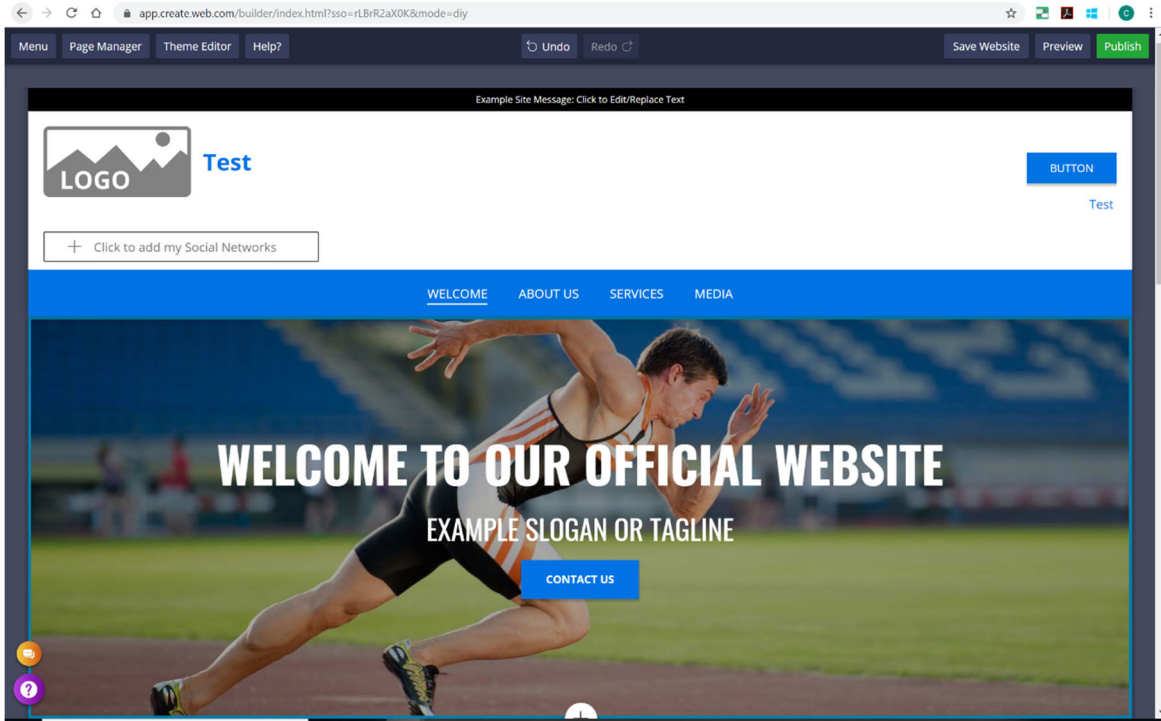 app.create.web.com/builder/index.html?sso=rLBrR2aX0K&mode=diy
C
Menu Page Manager Theme Editor Help? Undo Redo Save Website Preview Publish
Example Site Message: Click to Edit/Replace Text
LOGO
Test
BUTTON
Test
+ Click to add my Social Networks
WELCOME ABOUT US SERVICES MEDIA
WELCOME TO OUR OFFICIAL WEBSITE
EXAMPLE SLOGAN OR TAGLINE
CONTACT US
?